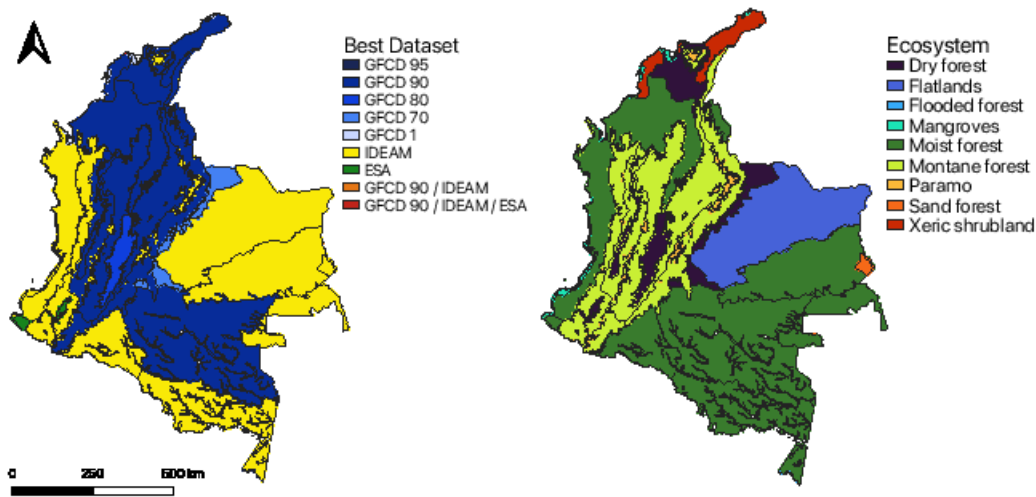 Best Dataset
GFCD 95
GFCD 90
GFCD 80
GFCD 70
GFCD 1
IDEAM
ESA
GFCD 90 / IDEAM
GFCD 90 / IDEAM / ESA
0 250 500 km
Ecosystem
Dry forest
Flatlands
Flooded forest
Mangroves
Moist forest
Montane forest
Paramo
Sand forest
Xeric shrubland